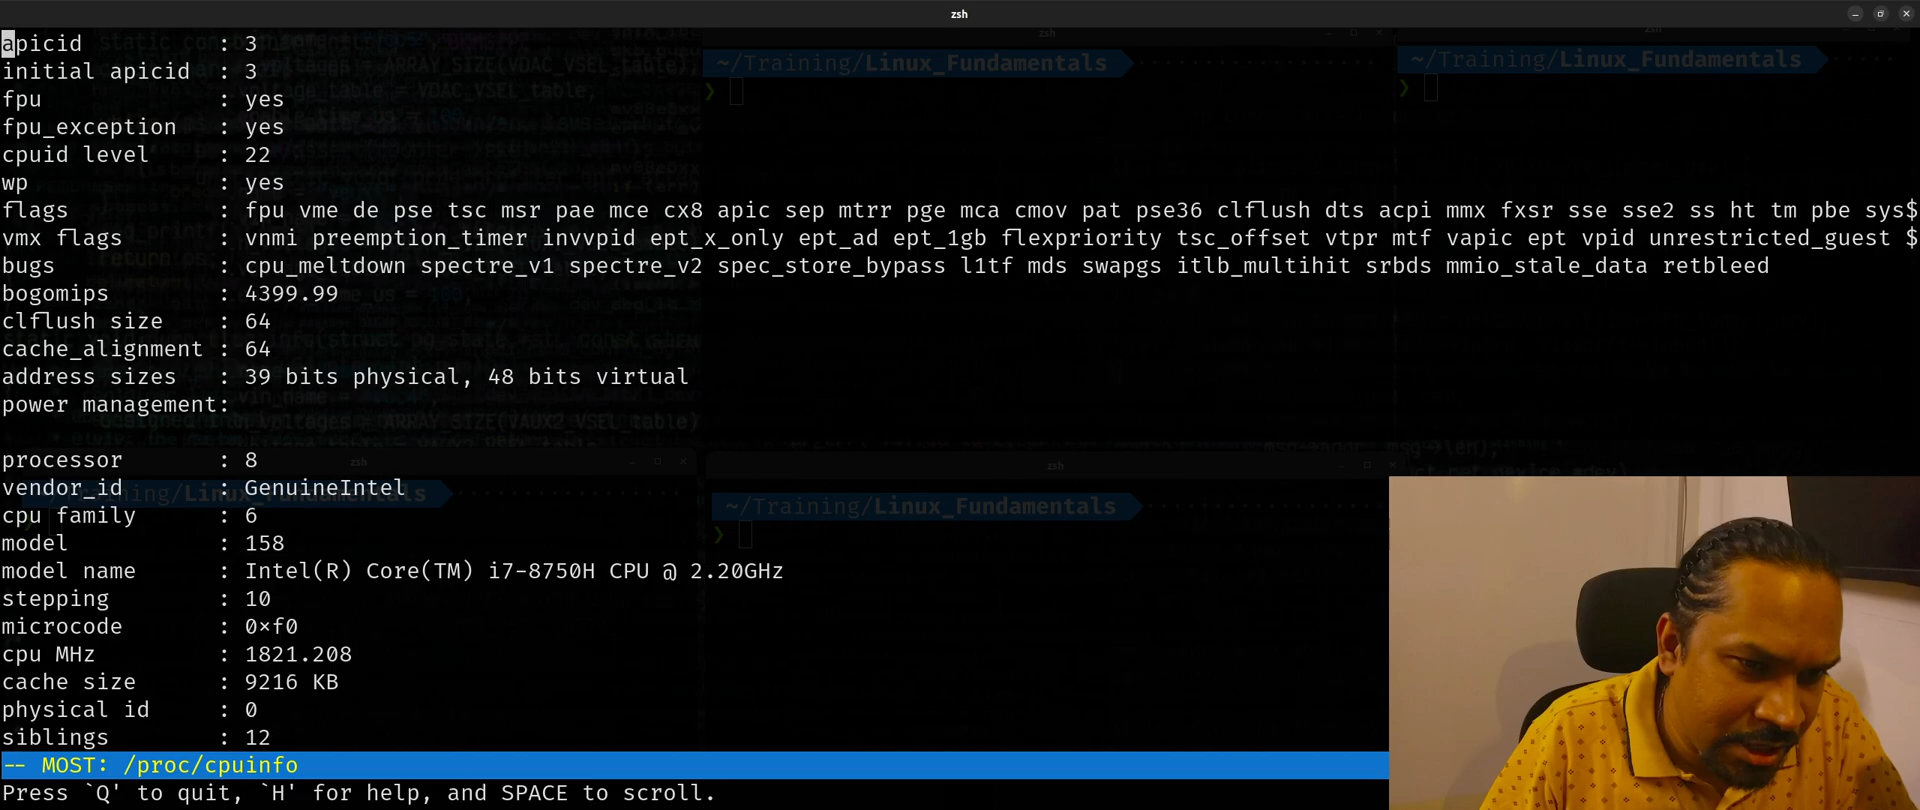 zsh
apicid : 3
initial apicid : 3
fpu : yes
fpu_exception : yes
cpuid level : 22
wp : yes
flags : fpu vme de pse tsc msr pae mce cx8 apic sep mtrr pge mca cmov pat pse36 clflush dts acpi mmx fxsr sse sse2 ss ht tm pbe sys$
vmx flags : vnmi preemption_timer invvpid ept_x_only ept_ad ept_1gb flexpriority tsc_offset vtpr mtf vapic ept vpid unrestricted_guest $
bugs : cpu_meltdown spectre_v1 spectre_v2 spec_store_bypass l1tf mds swapgs itlb_multihit srbds mmio_stale_data retbleed
bogomips : 4399.99
clflush size : 64
cache_alignment : 64
address sizes : 39 bits physical, 48 bits virtual
power management:
processor : 8
vendor_id : GenuineIntel
cpu family : 6
model : 158
model name : Intel(R) Core(TM) i7-8750H CPU @ 2.20GHz
stepping : 10
microcode : 0xf0
cpu MHz : 1821.208
cache size : 9216 KB
physical id : 0
siblings : 12
-- MOST: /proc/cpuinfo
Press `Q' to quit, `H' for help, and SPACE to scroll.
zsh
~/Training/Linux_Fundamentals
zsh
~/Training/Linux_Fundamentals
zsh
~/Training/Linux_Fundamentals
zsh
~/Training/Linux_Fundamentals